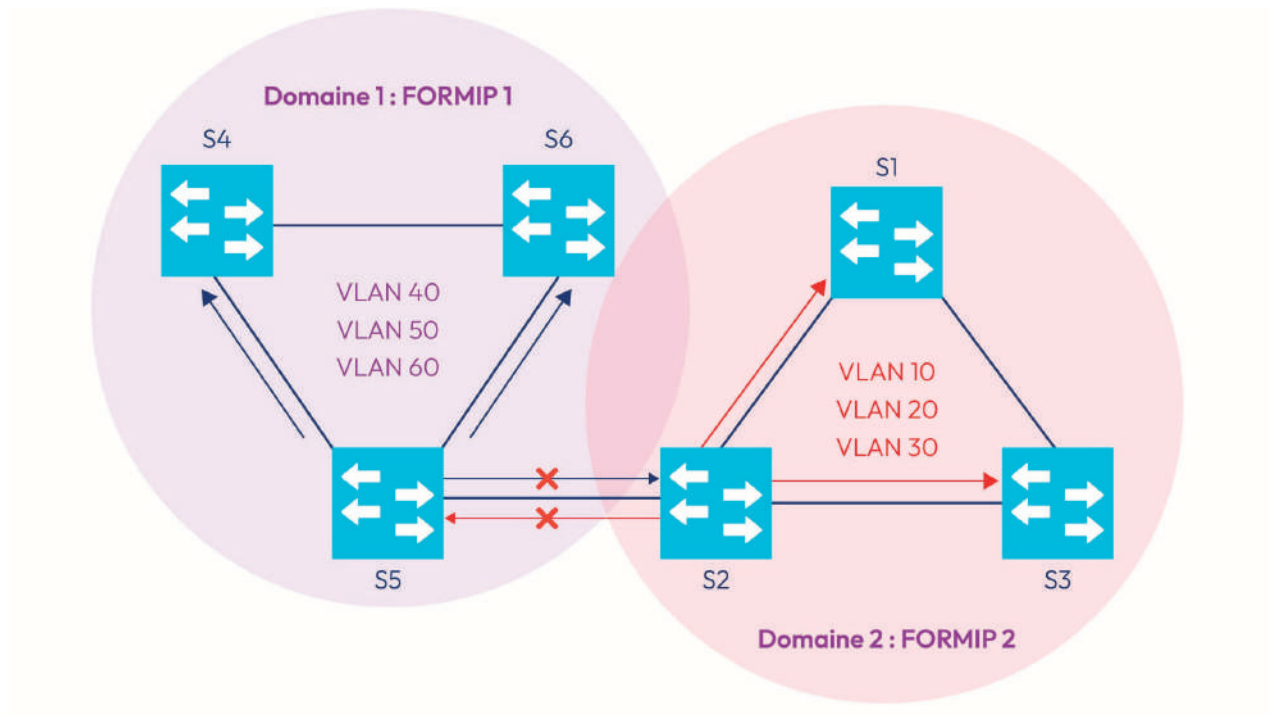 Domaine 1 : FORMIP 1
S4
S6
S1
VLAN 40
VLAN 50
VLAN 60
VLAN 10
VLAN 20
VLAN 30
S5
S2
S3
Domaine 2 : FORMIP 2